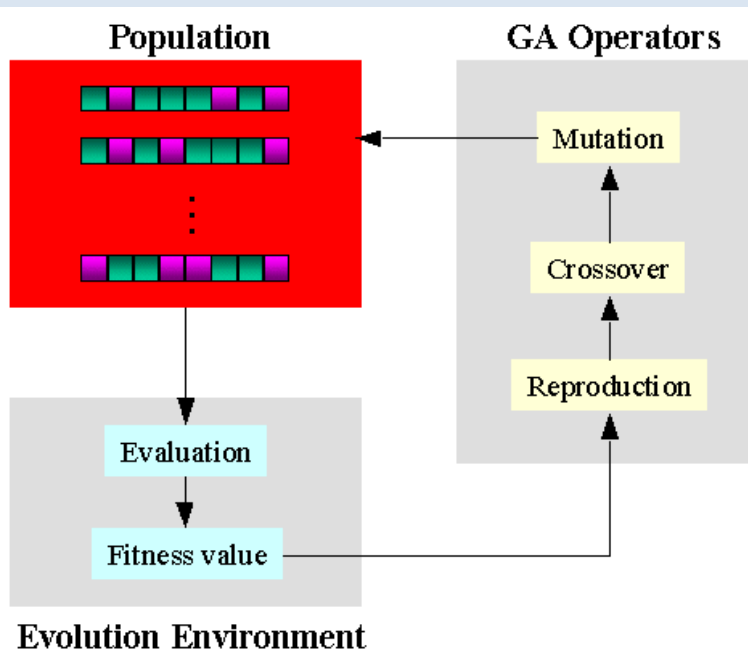 Population
GA Operators
Mutation
Crossover
Reproduction
Evaluation
Fitness value
Evolution Environment